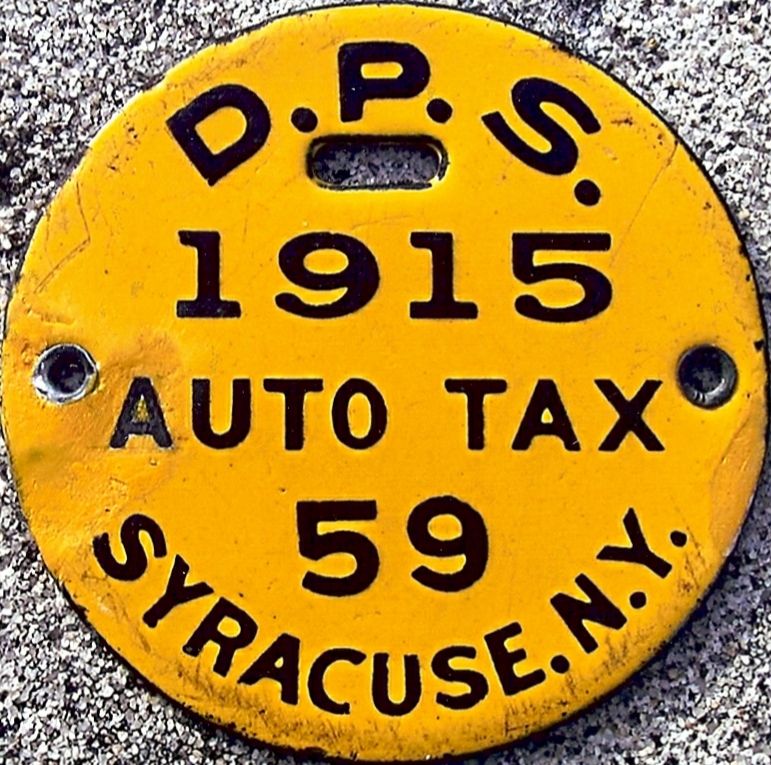 D.P.S.
1915
AUTO TAX
59
SYRACUSE.N.Y.